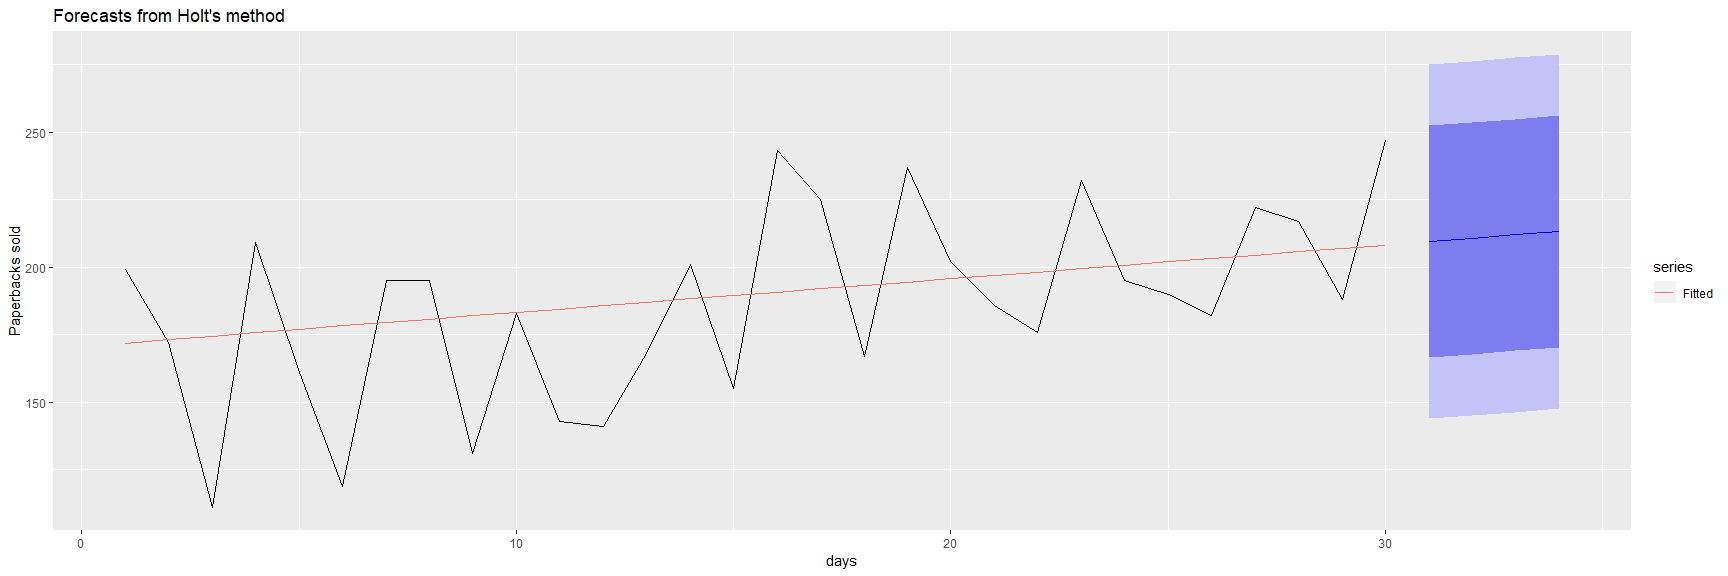 Forecasts from Holt's method
Paperbacks sold
250
200
150
0
10
20
30
days
series
Fitted